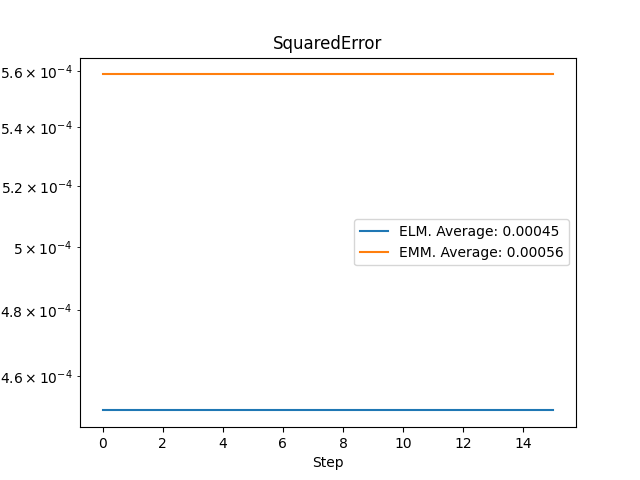 SquaredError
5.6 × 10⁻⁴
5.4 × 10⁻⁴
5.2 × 10⁻⁴
5 × 10⁻⁴
4.8 × 10⁻⁴
4.6 × 10⁻⁴
ELM. Average: 0.00045
EMM. Average: 0.00056
0 2 4 6 8 10 12 14
Step